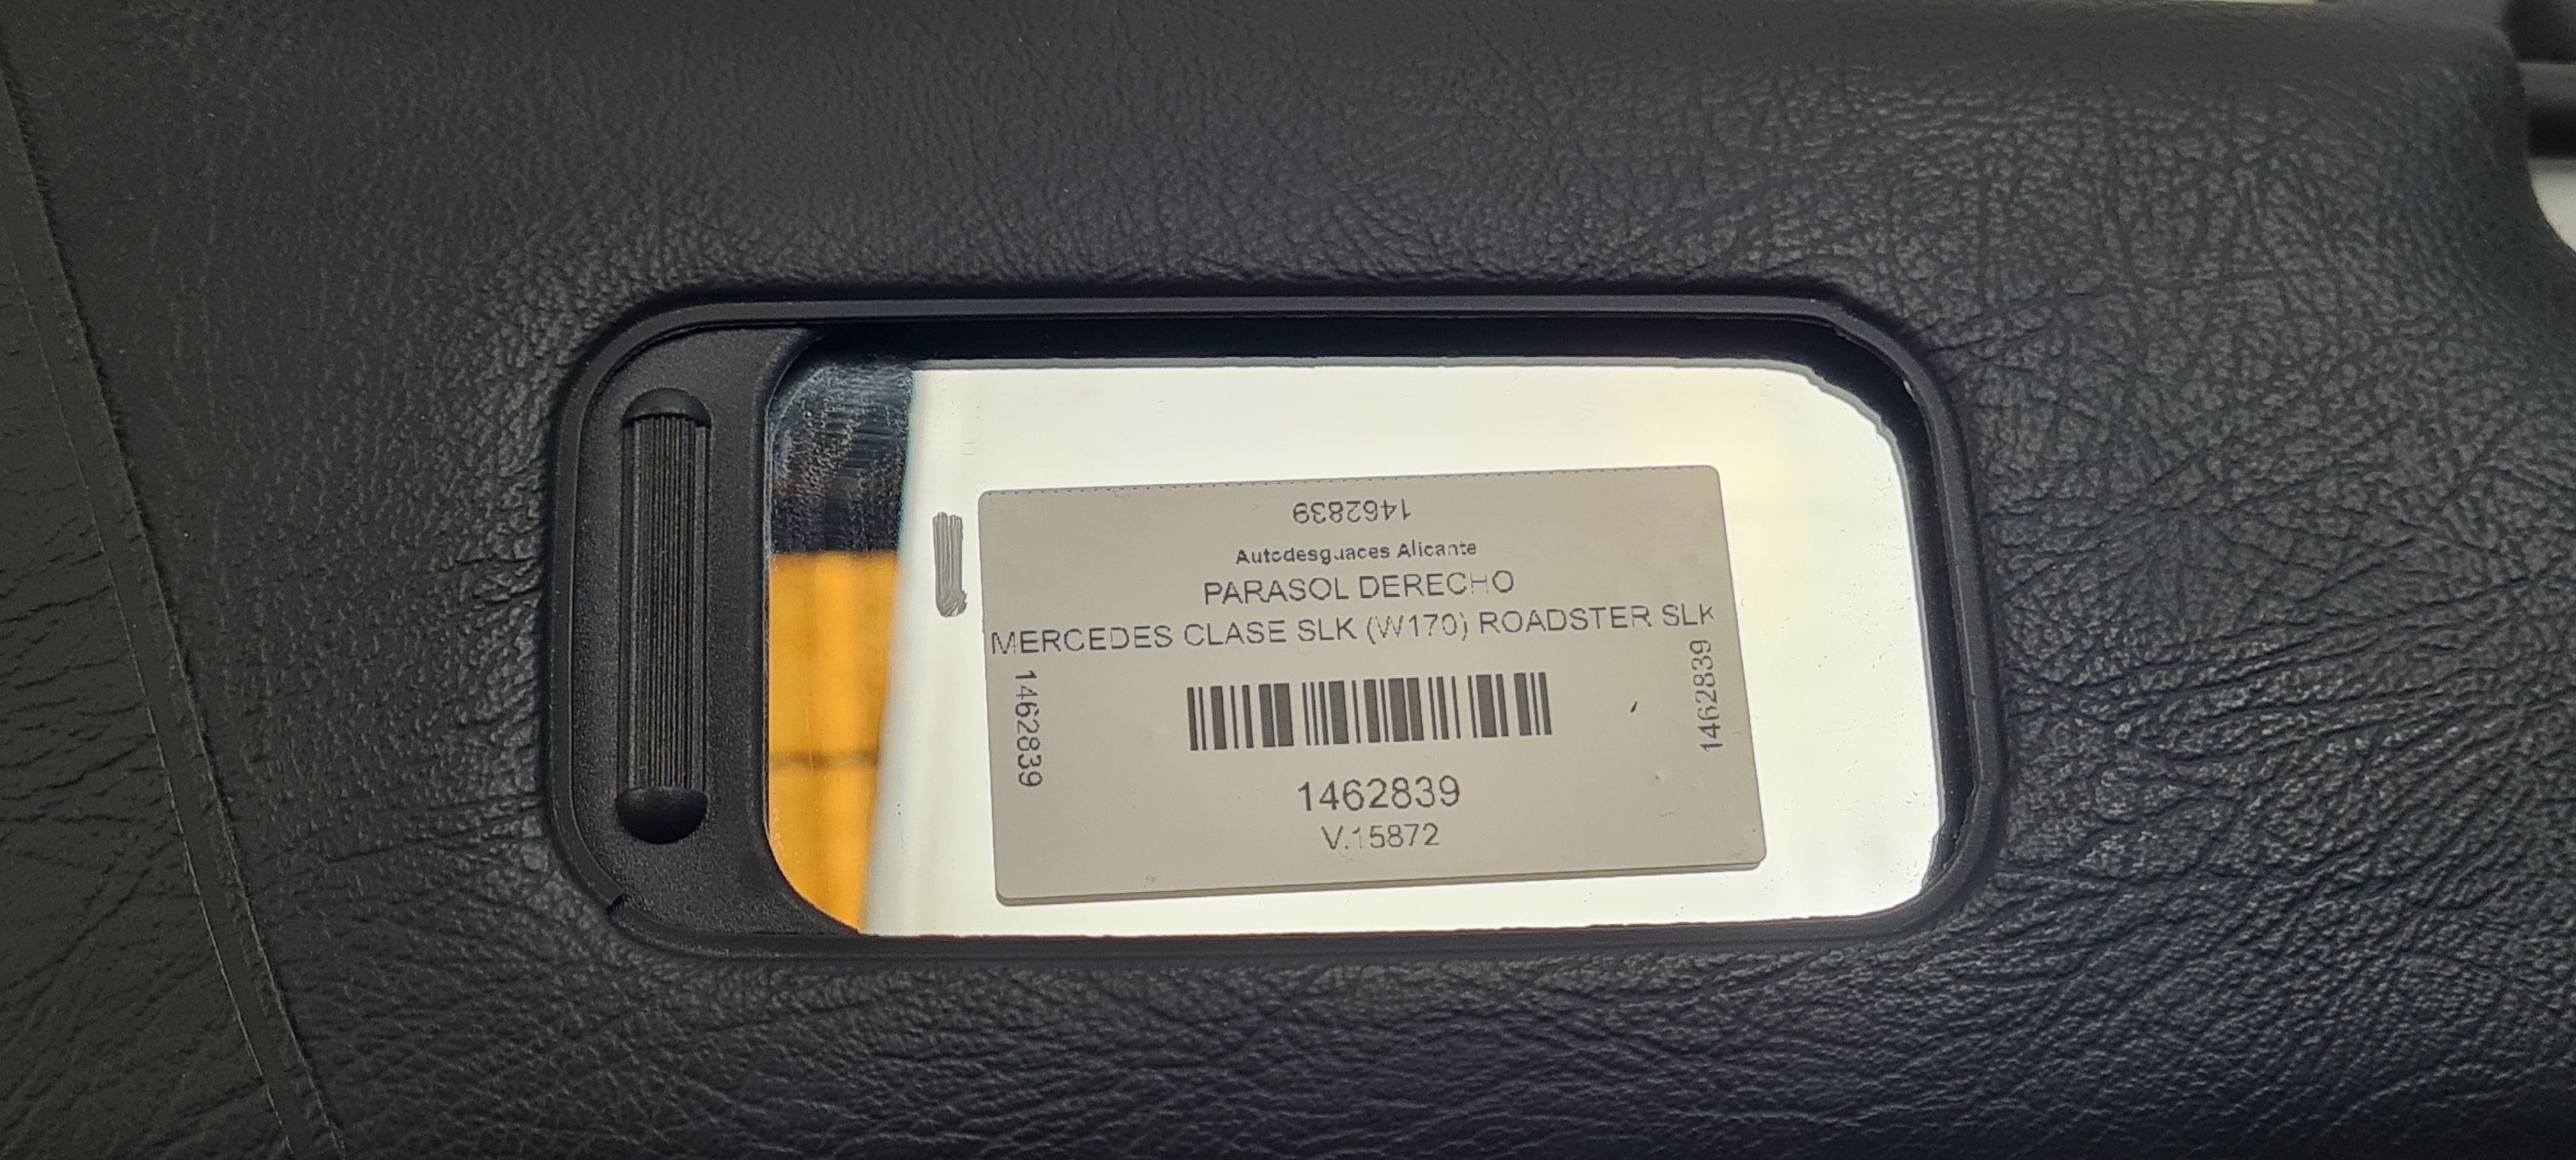 1462839
Autodesguaces Alicante
PARASOL DERECHO
MERCEDES CLASE SLK (W170) ROADSTER SLK
1462839
1462839
1462839
V.15872